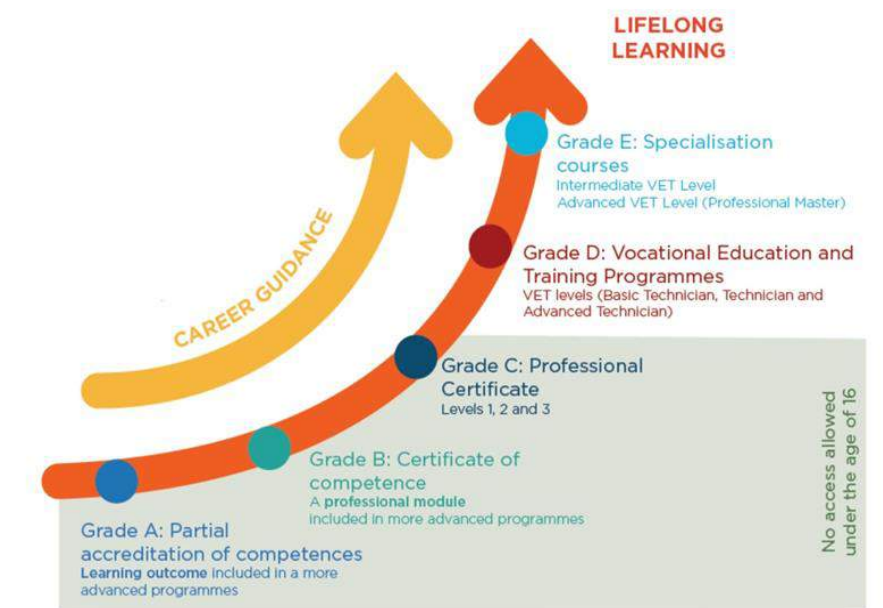 LIFELONG
LEARNING
CAREER GUIDANCE
Grade E: Specialisation
courses
Intermediate VET Level
Advanced VET Level (Professional Master)
Grade D: Vocational Education and
Training Programmes
VET levels (Basic Technician, Technician and
Advanced Technician)
Grade C: Professional
Certificate
Levels 1, 2 and 3
Grade B: Certificate of
competence
A professional module
included in more advanced programmes
Grade A: Partial
accreditation of competences
Learning outcome included in a more
advanced programmes
No access allowed
under the age of 16